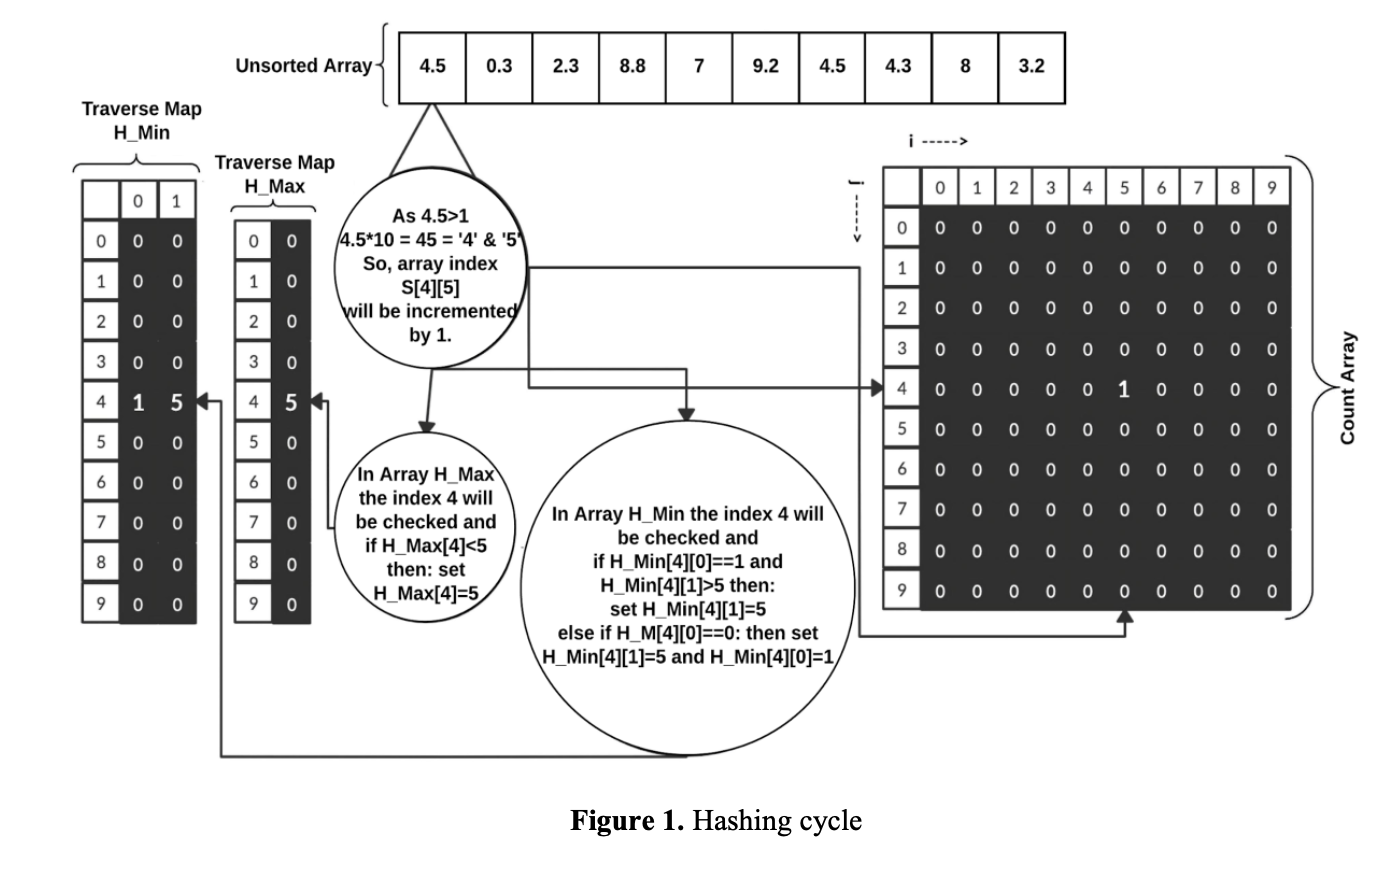 Unsorted Array
4.5 0.3 2.3 8.8 7 9.2 4.5 4.3 8 3.2
Traverse Map
H_Min
0 1
0 0 0
1 0 0
2 0 0
3 0 0
4 1 5
5 0 0
6 0 0
7 0 0
8 0 0
9 0 0
Traverse Map
H_Max
0 0
1 0
2 0
3 0
4 5
5 0
6 0
7 0
8 0
9 0
As 4.5>1
4.5*10 = 45 = '4' & '5'
So, array index
S[4][5]
will be incremented
by 1.
In Array H_Max
the index 4 will
be checked and
if H_Max[4]<5
then: set
H_Max[4]=5
In Array H_Min the index 4 will
be checked and
if H_Min[4][0]==1 and
H_Min[4][1]>5 then:
set H_Min[4][1]=5
else if H_M[4][0]==0: then set
H_Min[4][1]=5 and H_Min[4][0]=1
i ----->
j ----->
0 1 2 3 4 5 6 7 8 9
0 0 0 0 0 0 0 0 0 0 0
1 0 0 0 0 0 0 0 0 0 0
2 0 0 0 0 0 0 0 0 0 0
3 0 0 0 0 0 0 0 0 0 0
4 0 0 0 0 0 1 0 0 0 0
5 0 0 0 0 0 0 0 0 0 0
6 0 0 0 0 0 0 0 0 0 0
7 0 0 0 0 0 0 0 0 0 0
8 0 0 0 0 0 0 0 0 0 0
9 0 0 0 0 0 0 0 0 0 0
Count Array
Figure 1. Hashing cycle